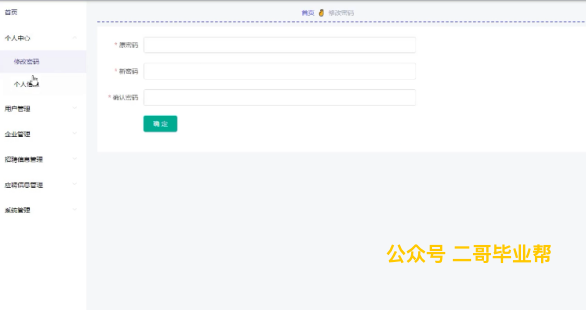 首页
个人中心
修改密码
个人信息
用户管理
企业管理
招聘信息管理
应聘信息管理
系统管理
首页 修改密码
* 原密码
* 新密码
* 确认密码
确 定
公众号 二哥毕业帮